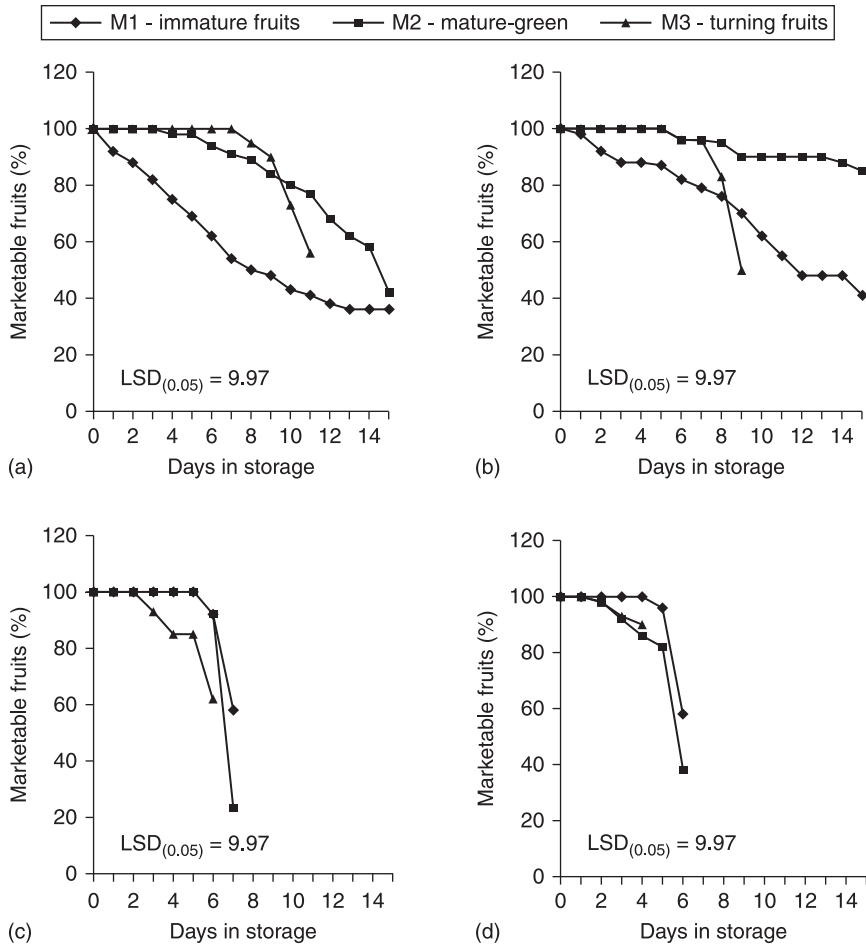 M1 - immature fruits M2 - mature-green M3 - turning fruits
120
100
80
60
40
20
0
Marketable fruits (%)
LSD(0.05) = 9.97
0 2 4 6 8 10 12 14
(a) Days in storage
120
100
80
60
40
20
0
Marketable fruits (%)
LSD(0.05) = 9.97
0 2 4 6 8 10 12 14
(b) Days in storage
120
100
80
60
40
20
0
Marketable fruits (%)
LSD(0.05) = 9.97
0 2 4 6 8 10 12 14
(c) Days in storage
120
100
80
60
40
20
0
Marketable fruits (%)
LSD(0.05) = 9.97
0 2 4 6 8 10 12 14
(d) Days in storage